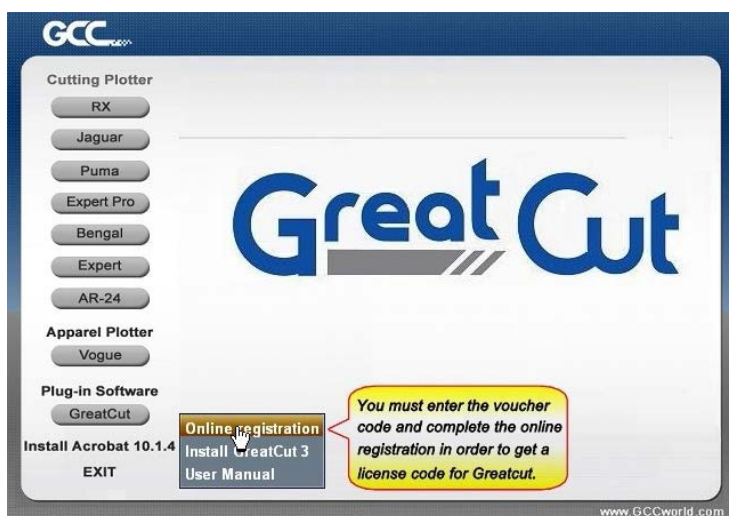 GCC
Cutting Plotter
RX
Jaguar
Puma
Expert Pro
Bengal
Expert
AR-24
Apparel Plotter
Vogue
Plug-in Software
GreatCut
Install Acrobat 10.1.4
EXIT
Great Cut
Online registration
Install GreatCut 3
User Manual
You must enter the voucher
code and complete the online
registration in order to get a
license code for Greatcut.
www.GCCworld.com